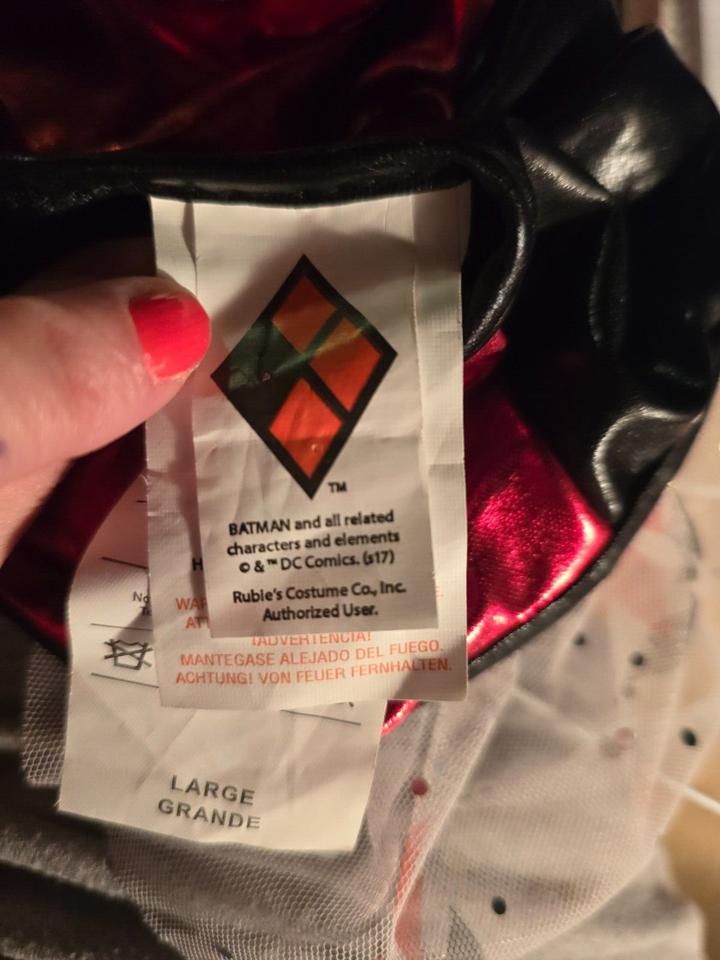 TM
BATMAN and all related
characters and elements
© & ™ DC Comics. (s17)
Rubie's Costume Co., Inc.
Authorized User.
¡ADVERTENCIA!
MANTEGASE ALEJADO DEL FUEGO.
ACHTUNG! VON FEUER FERNHALTEN.
LARGE
GRANDE